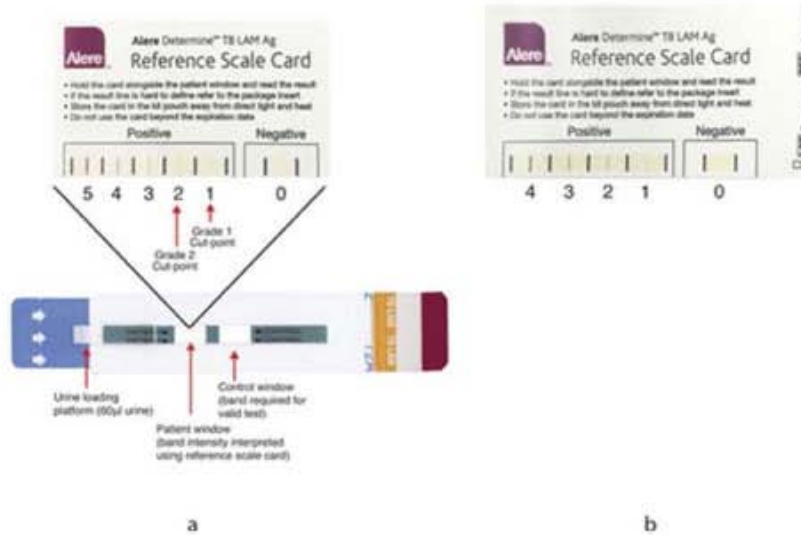 Alere
Alere Determine™ TB LAM Ag
Reference Scale Card
• Hold the card alongside the patient window and read the result
• If the result line is hard to define refer to the package insert
• Store the card in the kit pouch away from direct light and heat
• Do not use the card beyond the expiration date
Positive Negative
5 4 3 2 1 0
Grade 1
Cut-point
Grade 2
Cut-point
Urine loading
platform (60µl urine)
Patient window
(band intensity interpreted
using reference scale card)
Control window
(band required for
valid test)
a
Alere
Alere Determine™ TB LAM Ag
Reference Scale Card
• Hold the card alongside the patient window and read the result
• If the result line is hard to define refer to the package insert
• Store the card in the kit pouch away from direct light and heat
• Do not use the card beyond the expiration date
Positive Negative
4 3 2 1 0
b